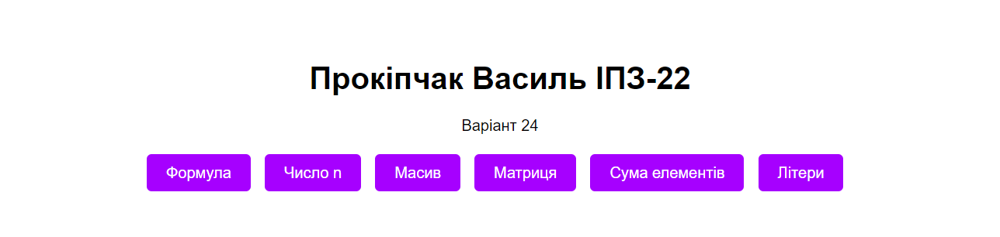 Прокіпчак Василь ІПЗ-22
Варіант 24
Формула Число n Масив Матриця Сума елементів Літери